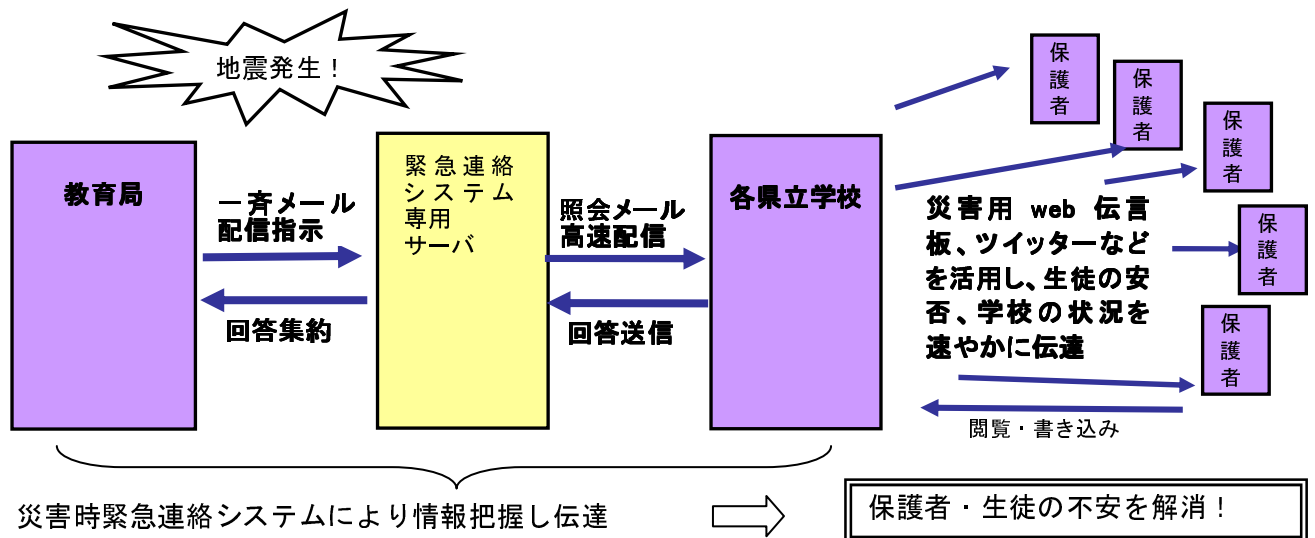 地震発生！
教育局
一斉メール
配信指示
回答集約
緊急連絡
システム
専用
サーバ
照会メール
高速配信
回答送信
各県立学校
保護者
保護者
保護者
保護者
保護者
災害用 web 伝言
板、ツイッターなど
を活用し、生徒の安
否、学校の状況を
速やかに伝達
閲覧・書き込み
災害時緊急連絡システムにより情報把握し伝達
保護者・生徒の不安を解消！